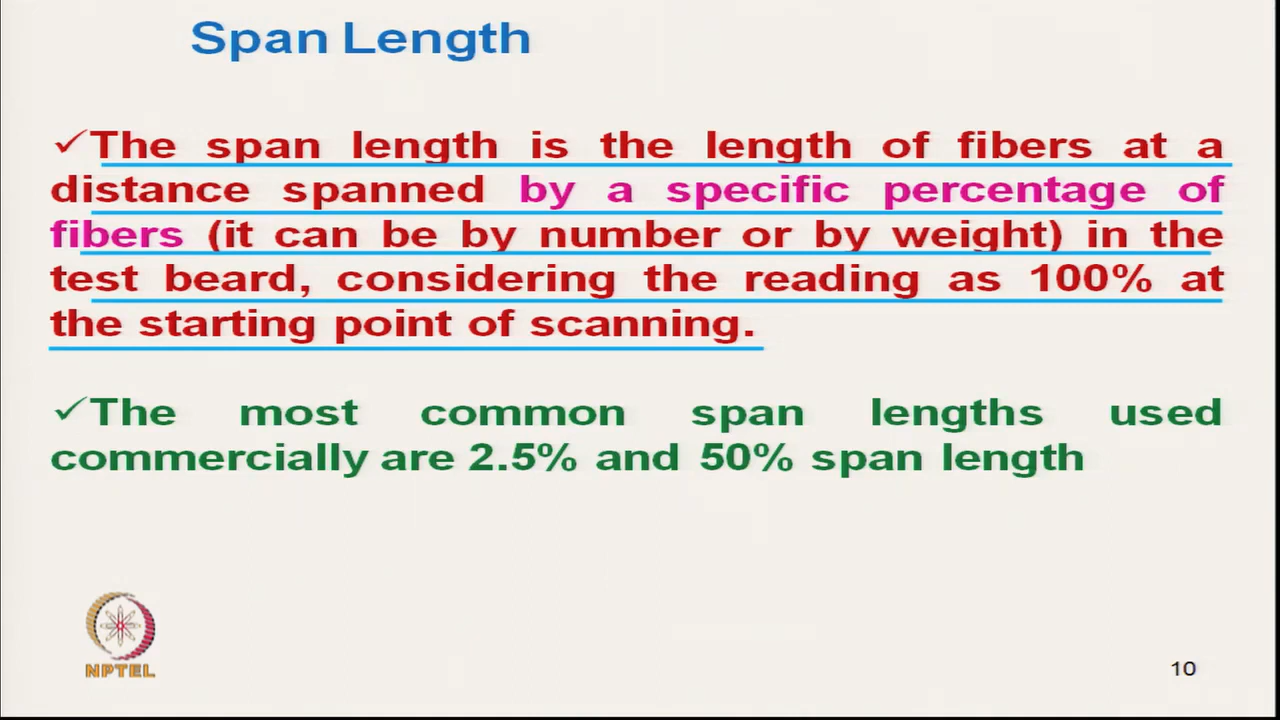 Span Length
✓The span length is the length of fibers at a
distance spanned by a specific percentage of
fibers (it can be by number or by weight) in the
test beard, considering the reading as 100% at
the starting point of scanning.
✓The most common span lengths used
commercially are 2.5% and 50% span length
NPTEL
10